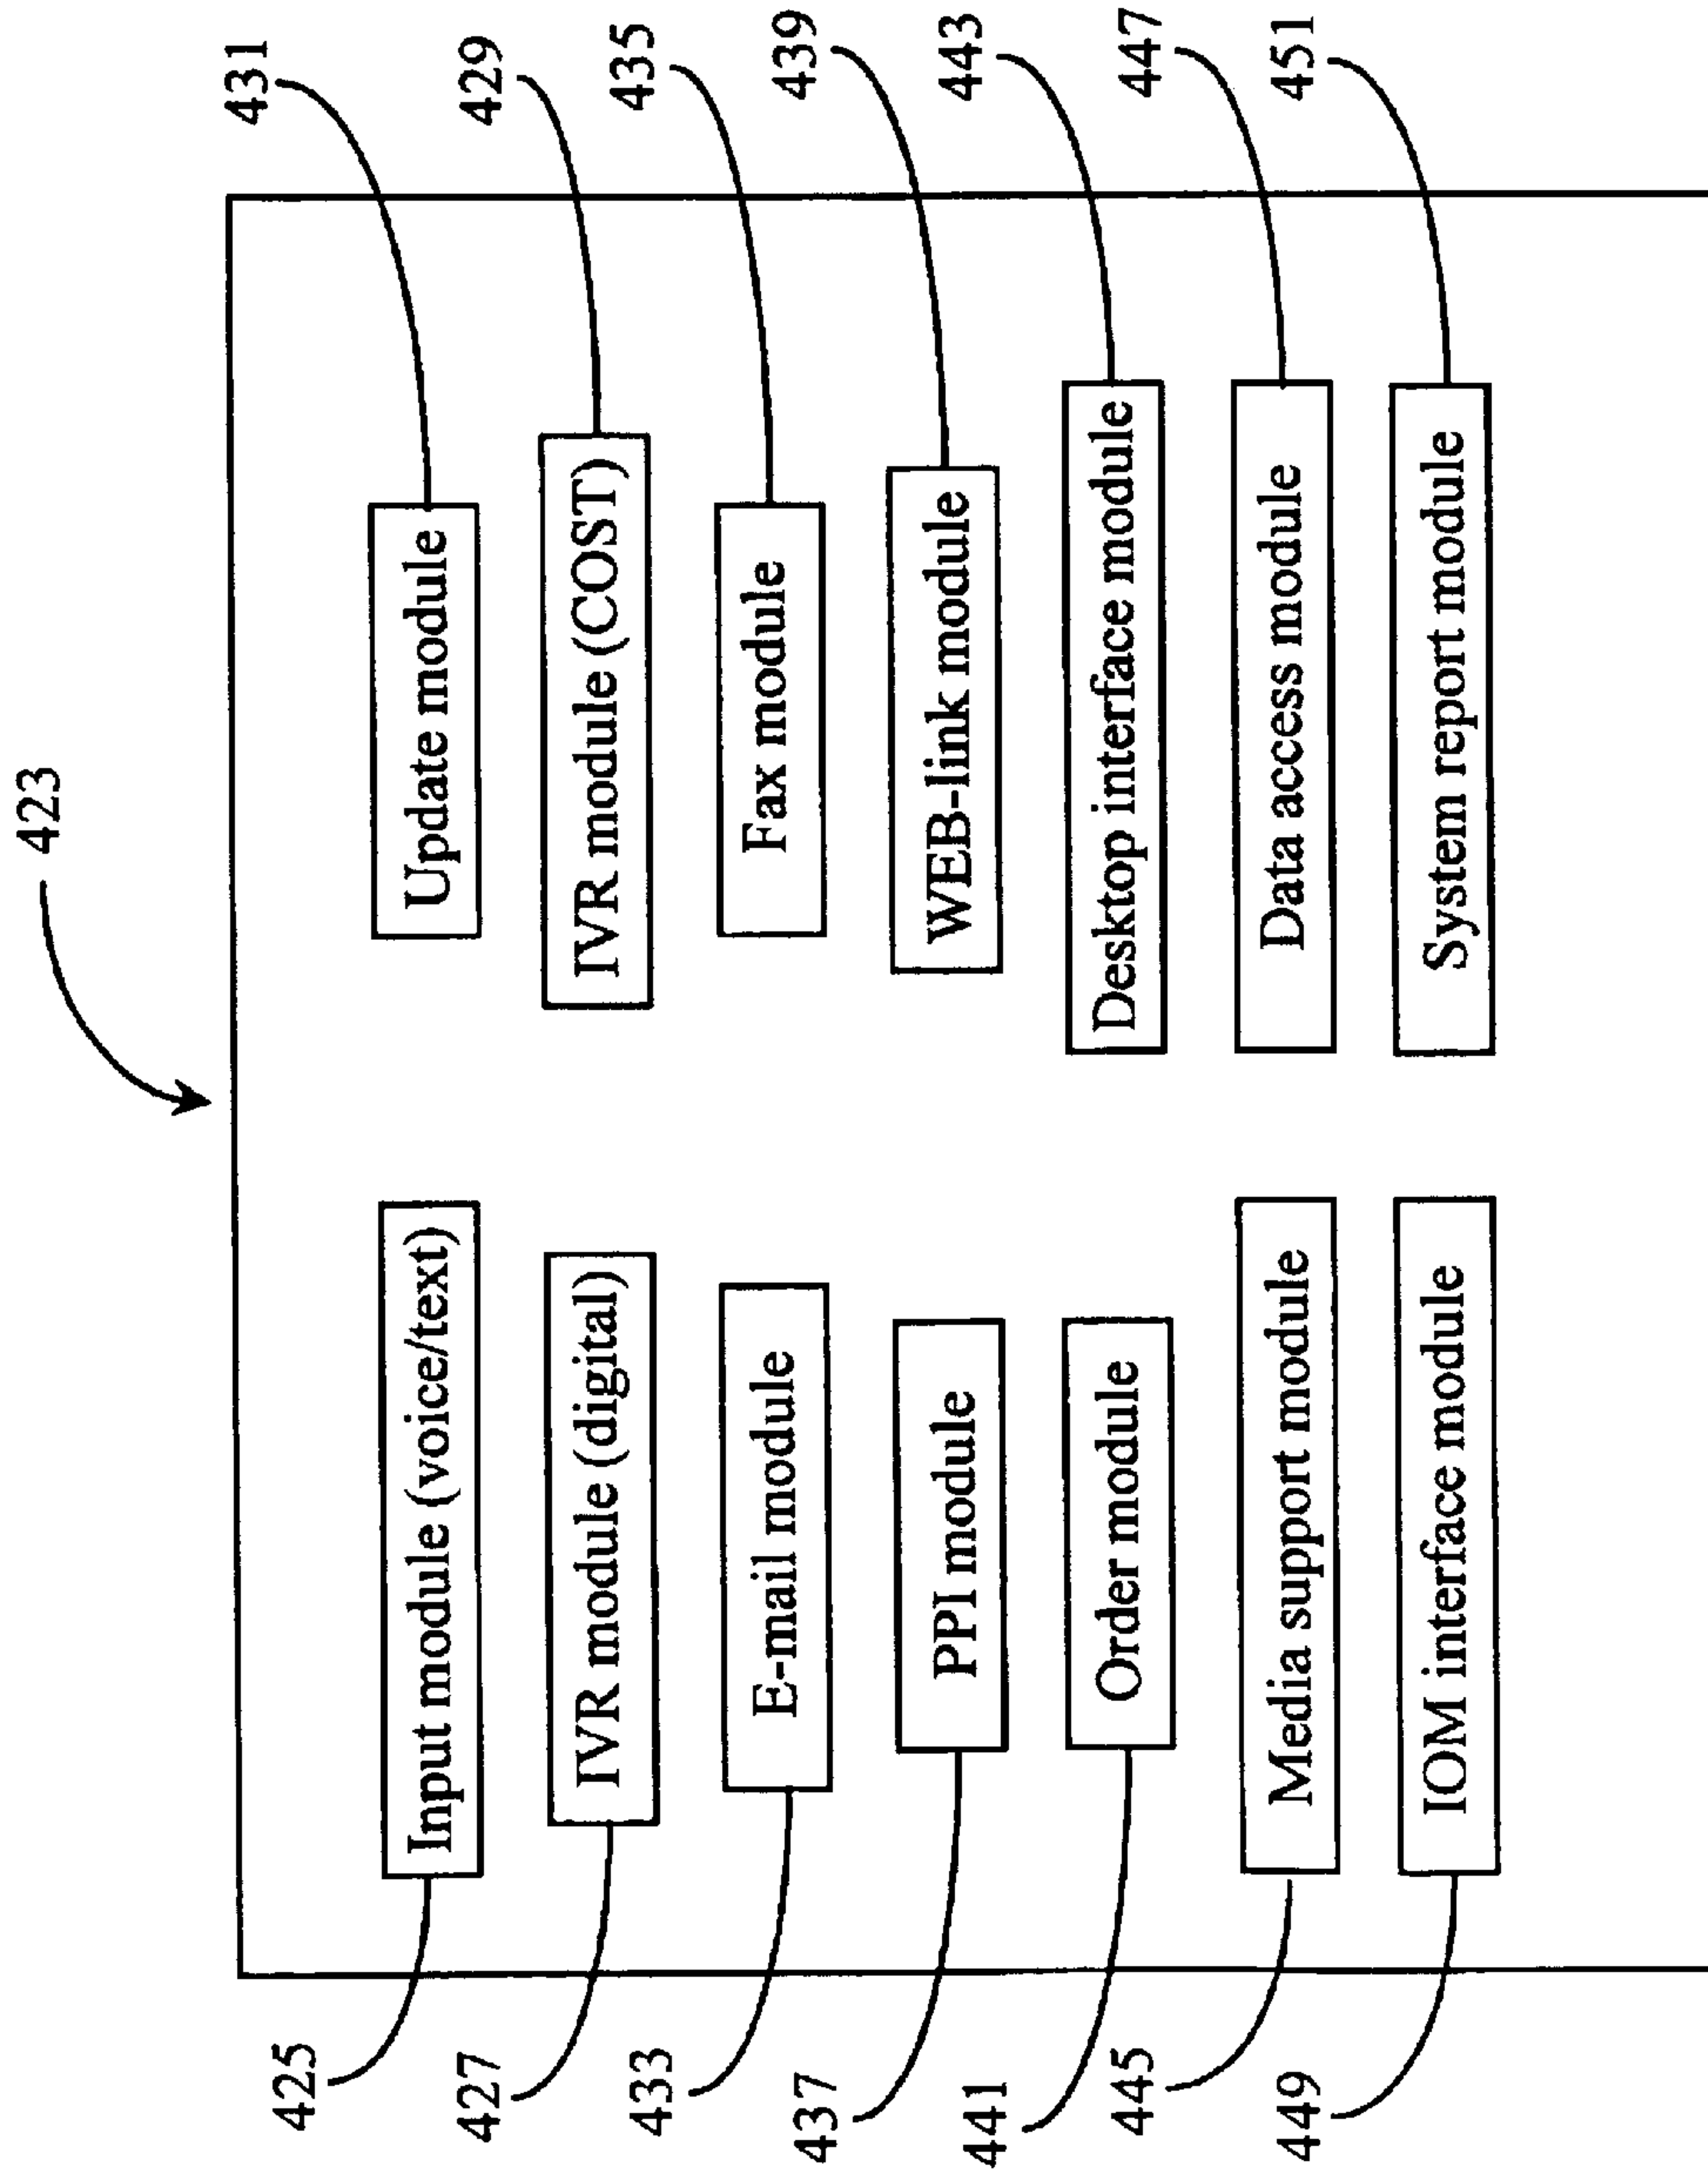 423
425
Input module (voice/text)
Update module
431
427
IVR module (digital)
IVR module (COST)
429
433
E-mail module
Fax module
435
437
PPI module
WEB-link module
439
441
Order module
Desktop interface module
443
445
Media support module
Data access module
447
449
IOM interface module
System report module
451